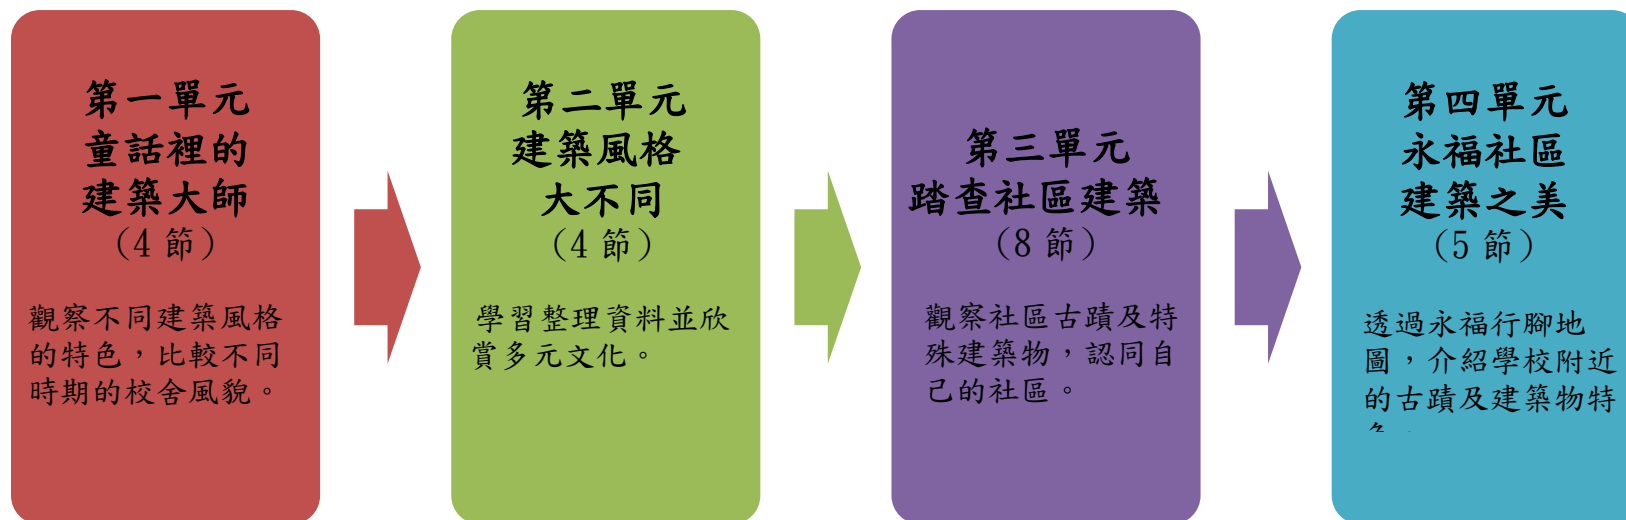 第一單元
童話裡的
建築大師
（4 節）
觀察不同建築風格
的特色，比較不同
時期的校舍風貌。
第二單元
建築風格
大不同
（4 節）
學習整理資料並欣
賞多元文化。
第三單元
踏查社區建築
（8 節）
觀察社區古蹟及特
殊建築物，認同自
己的社區。
第四單元
永福社區
建築之美
（5 節）
透過永福行腳地
圖，介紹學校附近
的古蹟及建築物特